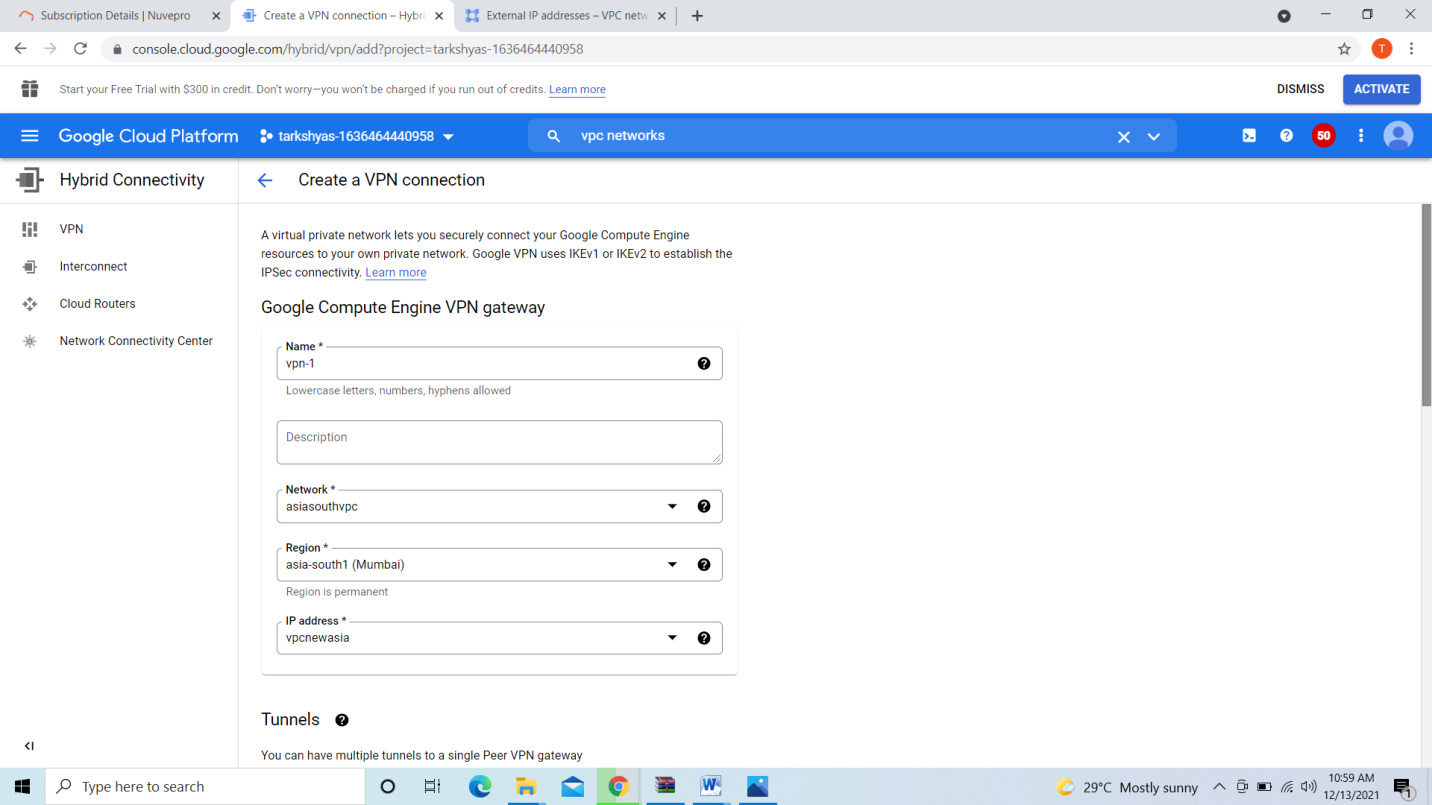 Subscription Details | Nuvepro
Create a VPN connection – Hybri
External IP addresses – VPC netw
console.cloud.google.com/hybrid/vpn/add?project=tarkshyas-1636464440958
T
Start your Free Trial with $300 in credit. Don't worry—you won't be charged if you run out of credits. Learn more
DISMISS
ACTIVATE
Google Cloud Platform
tarkshyas-1636464440958
vpc networks
50
Hybrid Connectivity
Create a VPN connection
VPN
Interconnect
Cloud Routers
Network Connectivity Center
A virtual private network lets you securely connect your Google Compute Engine
resources to your own private network. Google VPN uses IKEv1 or IKEv2 to establish the
IPSec connectivity. Learn more
Google Compute Engine VPN gateway
Name *
vpn-1
Lowercase letters, numbers, hyphens allowed
Description
Network *
asiasouthvpc
Region *
asia-south1 (Mumbai)
Region is permanent
IP address *
vpcnewasia
Tunnels
You can have multiple tunnels to a single Peer VPN gateway
Type here to search
29°C Mostly sunny
10:59 AM
12/13/2021
1